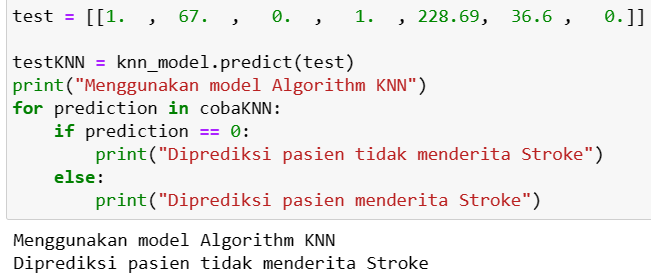 test = [[1. , 67. , 0. , 1. , 228.69, 36.6 , 0.]]
testKNN = knn_model.predict(test)
print("Menggunakan model Algorithm KNN")
for prediction in cobaKNN:
    if prediction == 0:
        print("Diprediksi pasien tidak menderita Stroke")
    else:
        print("Diprediksi pasien menderita Stroke")
Menggunakan model Algorithm KNN
Diprediksi pasien tidak menderita Stroke